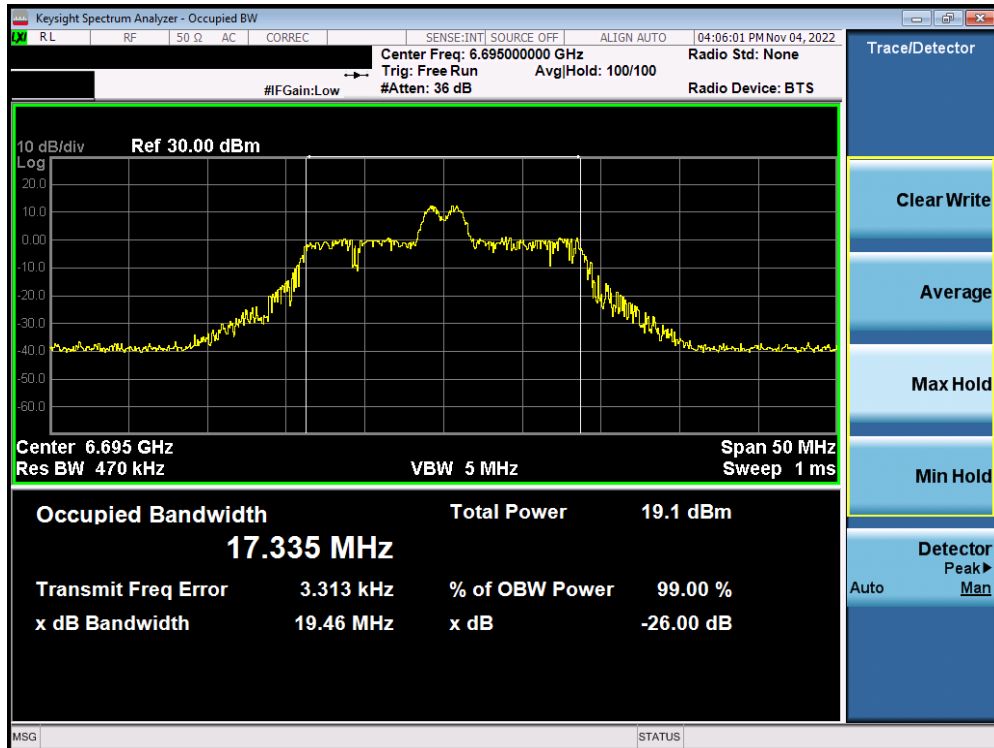 Keysight Spectrum Analyzer - Occupied BW
LXI RL RF 50 Ω AC CORREC SENSE:INT SOURCE OFF ALIGN AUTO 04:06:01 PM Nov 04, 2022
Center Freq: 6.695000000 GHz Radio Std: None
Trig: Free Run Avg|Hold: 100/100
#IFGain:Low #Atten: 36 dB Radio Device: BTS
10 dB/div Ref 30.00 dBm
Log
20.0
10.0
0.00
-10.0
-20.0
-30.0
-40.0
-50.0
-60.0
Center 6.695 GHz Span 50 MHz
Res BW 470 kHz VBW 5 MHz Sweep 1 ms
Occupied Bandwidth Total Power 19.1 dBm
17.335 MHz
Transmit Freq Error 3.313 kHz % of OBW Power 99.00 %
x dB Bandwidth 19.46 MHz x dB -26.00 dB
Trace/Detector
Clear Write
Average
Max Hold
Min Hold
Detector
Peak▶
Auto Man
MSG STATUS